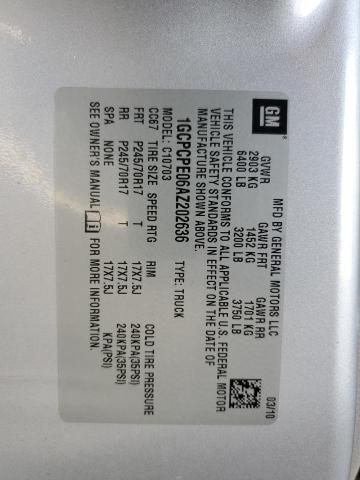 GM
MFD BY GENERAL MOTORS LLC 03/10
GVWR GAWR FRT GAWR RR
2903 KG 1452 KG 1701 KG
6400 LB 3200 LB 3750 LB
THIS VEHICLE CONFORMS TO ALL APPLICABLE U.S. FEDERAL MOTOR
VEHICLE SAFETY STANDARDS IN EFFECT ON THE DATE OF
MANUFACTURE SHOWN ABOVE.
1GCPCPE06AZ202636 TYPE: TRUCK
MODEL: C10703
CC67 TIRE SIZE SPEED RTG RIM COLD TIRE PRESSURE
FRT P245/70R17 T 17X7.5J 240KPA(35PSI)
RR P245/70R17 T 17X7.5J 240KPA(35PSI)
SPA NONE KPA(PSI)
SEE OWNER'S MANUAL FOR MORE INFORMATION.